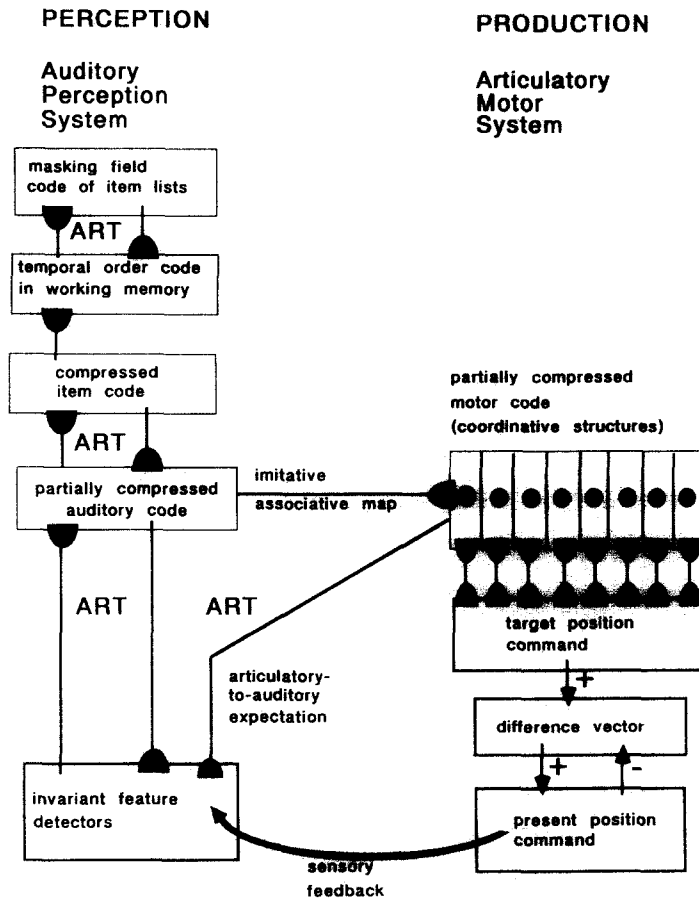 PERCEPTION
Auditory
Perception
System
masking field
code of item lists
ART
temporal order code
in working memory
compressed
item code
ART
partially compressed
auditory code
imitative
associative map
ART
ART
articulatory-
to-auditory
expectation
invariant feature
detectors
sensory
feedback
PRODUCTION
Articulatory
Motor
System
partially compressed
motor code
(coordinative structures)
target position
command
+
difference vector
+
-
present position
command